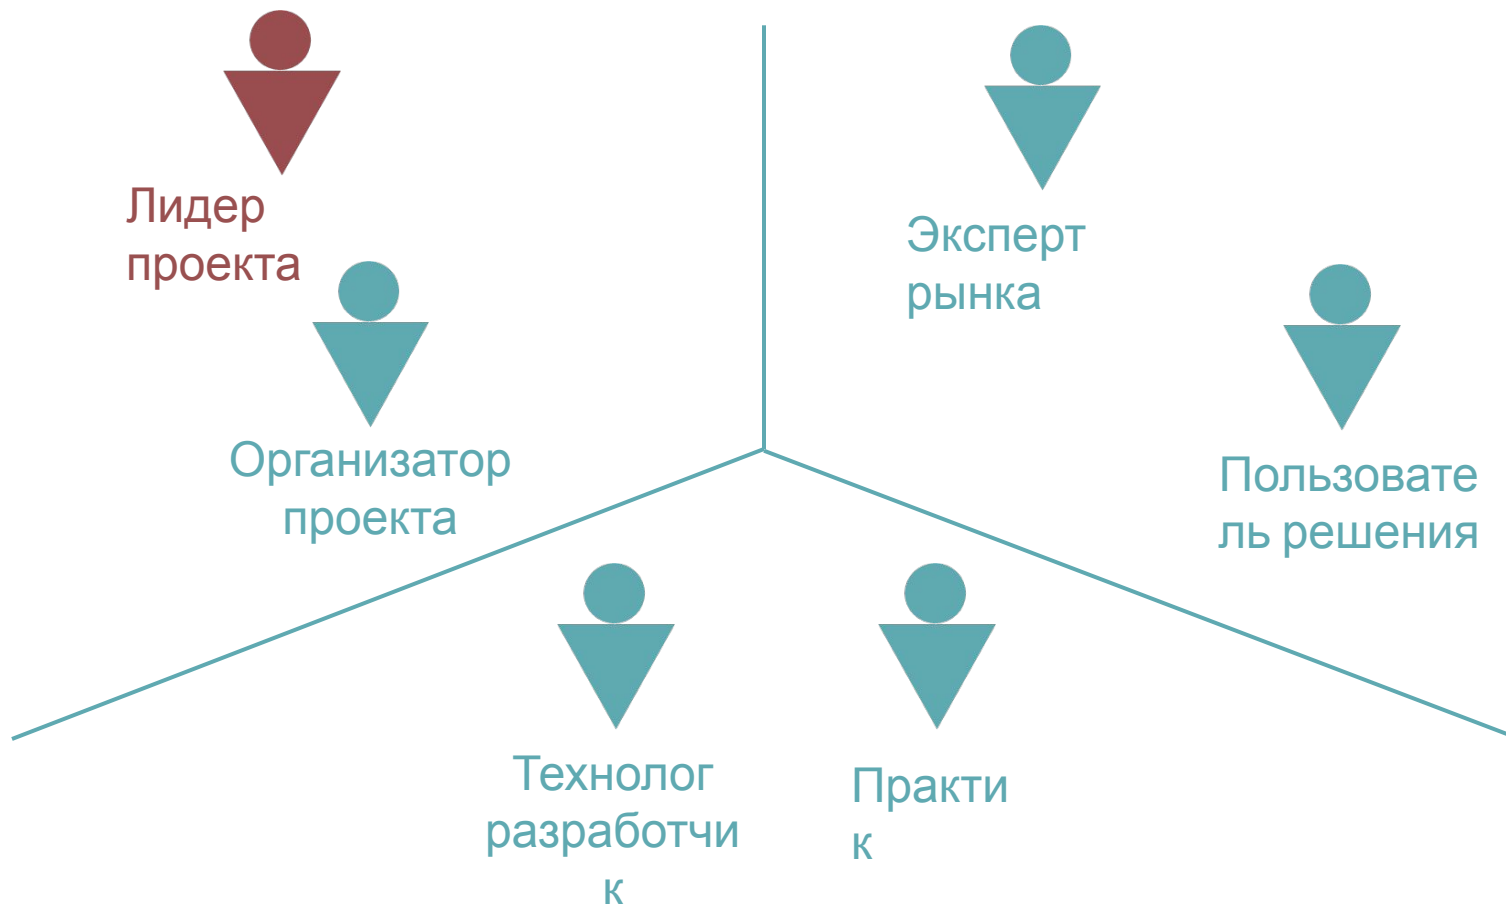 Лидер
проекта
Эксперт
рынка
Организатор
проекта
Пользовате
ль решения
Технолог
разработчи
к
Практи
к